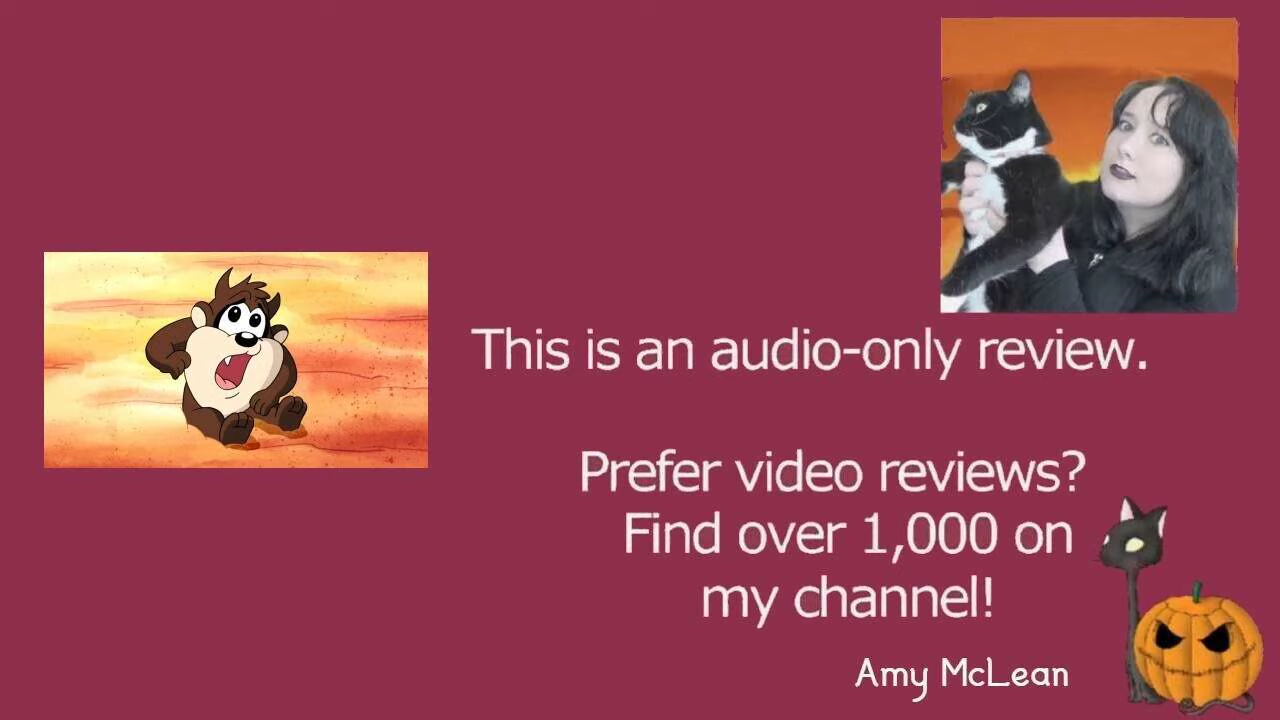 This is an audio-only review.
Prefer video reviews?
Find over 1,000 on
my channel!
Amy McLean